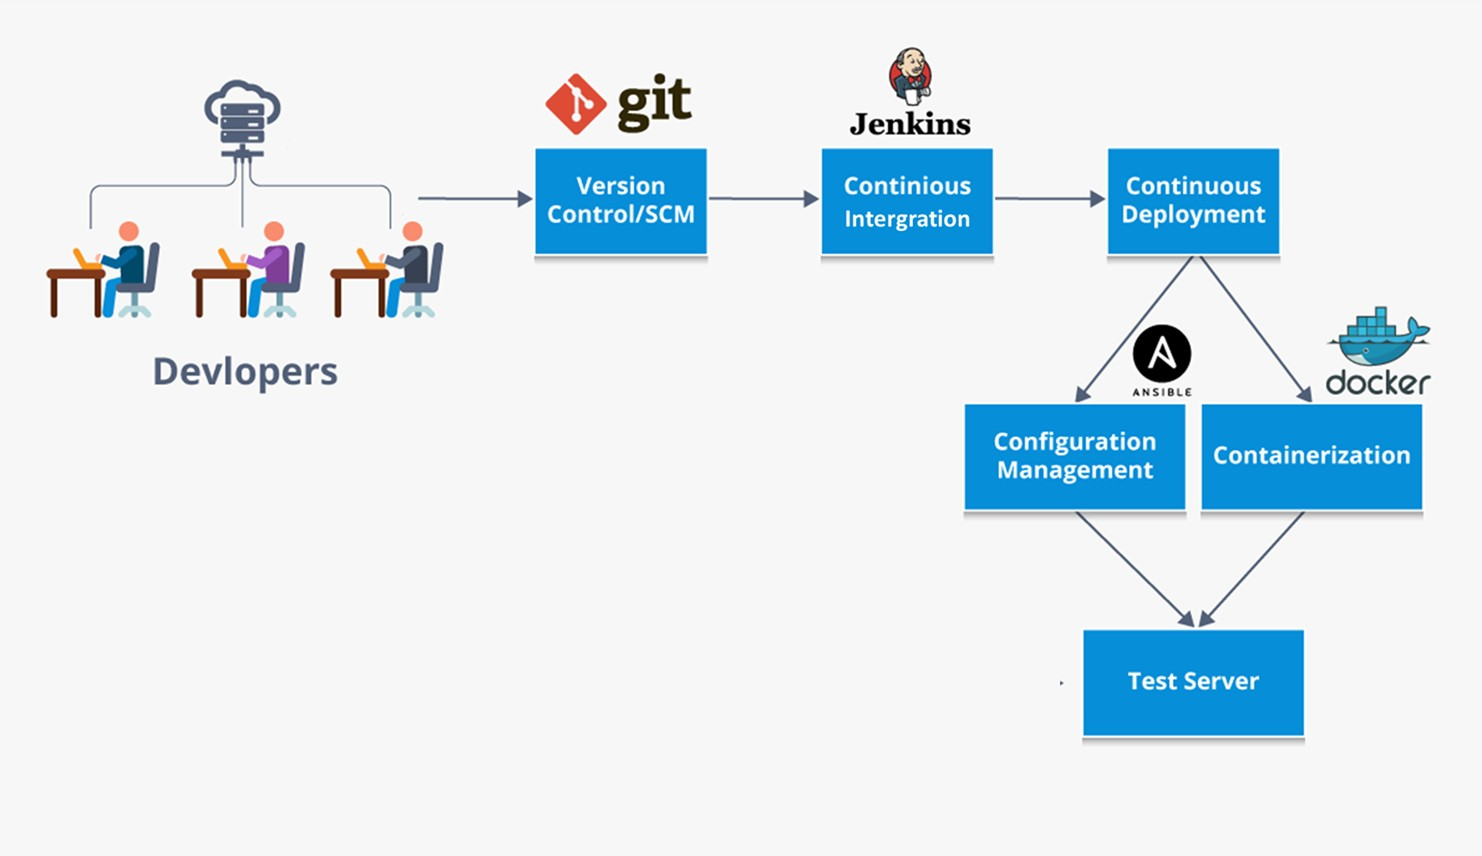 git
Jenkins
Version
Control/SCM
Continious
Intergration
Continuous
Deployment
Devlopers
ANSIBLE
docker
Configuration
Management
Containerization
Test Server